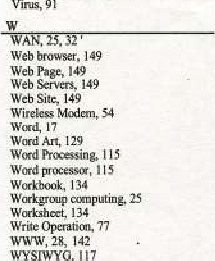 Virus, 91
W
WAN, 25, 32 '
Web browser, 149
Web Page, 149
Web Servers, 149
Web Site, 149
Wireless Modem, 54
Word, 17
Word Art, 129
Word Processing, 115
Word processor, 115
Workbook, 134
Workgroup computing, 25
Worksheet, 134
Write Operation, 77
WWW, 28, 142
WYSIWYG, 117